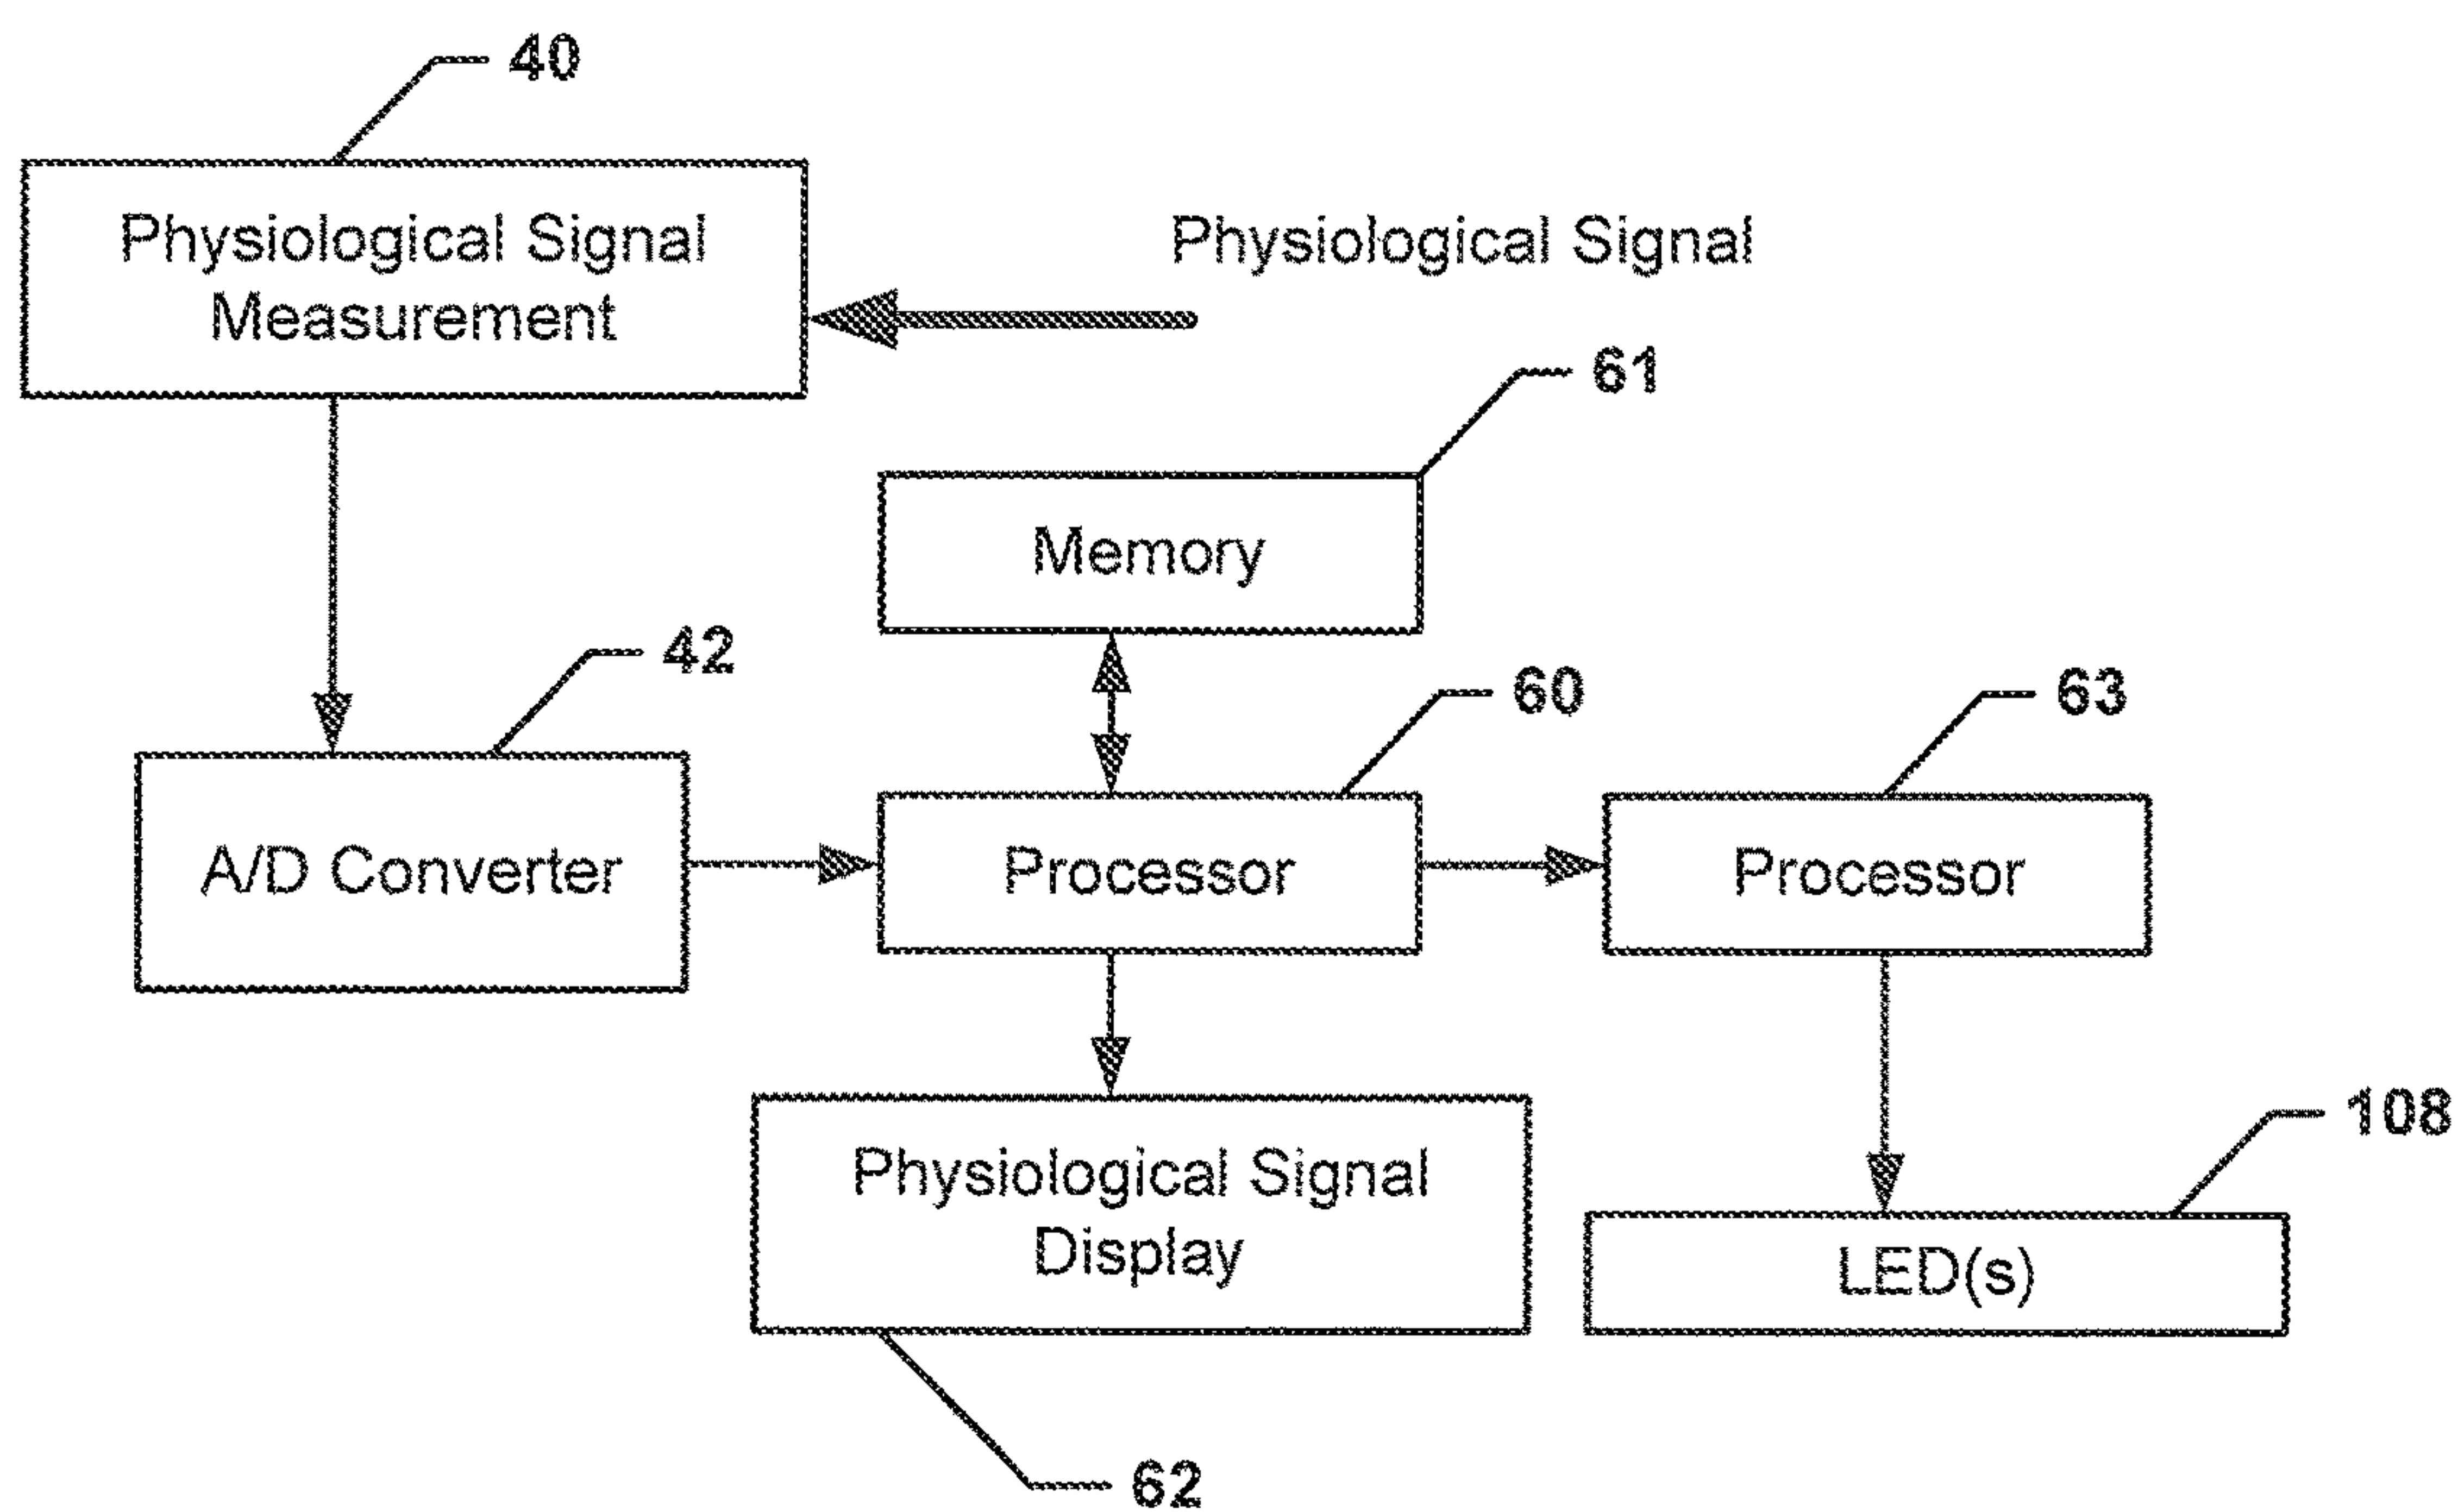 40
Physiological Signal
Measurement
Physiological Signal
61
Memory
42
60
63
A/D Converter
Processor
Processor
108
Physiological Signal
Display
LED(s)
62